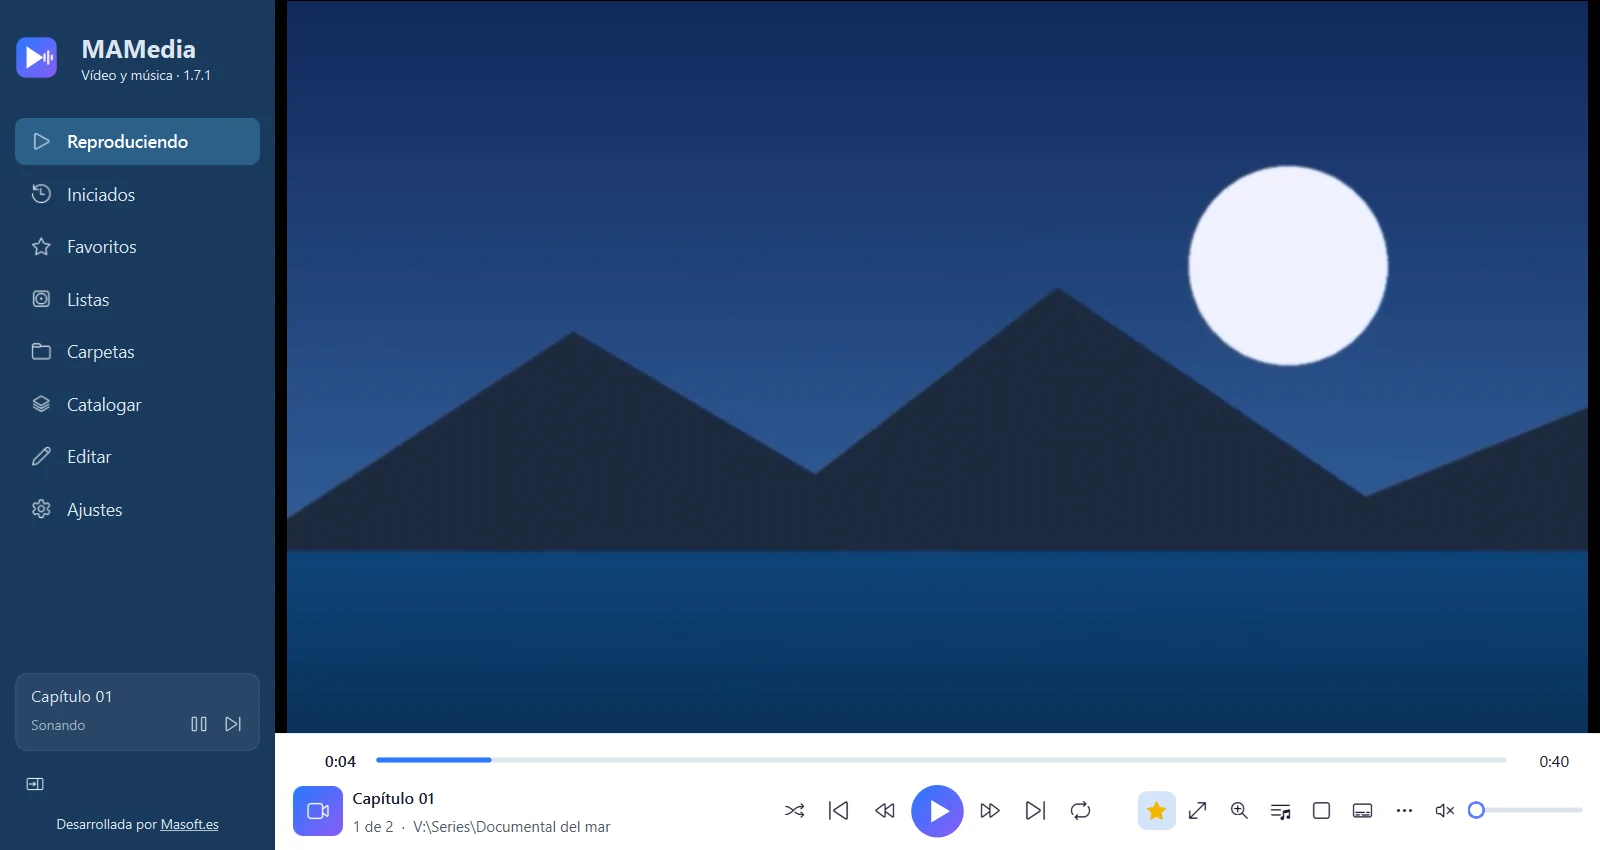 MAMedia
Vídeo y música · 1.7.1
Reproduciendo
Iniciados
Favoritos
Listas
Carpetas
Catalogar
Editar
Ajustes
Capítulo 01
Sonando
Desarrollada por Masoft.es
0:04
0:40
Capítulo 01
1 de 2 · V:\Series\Documental del mar